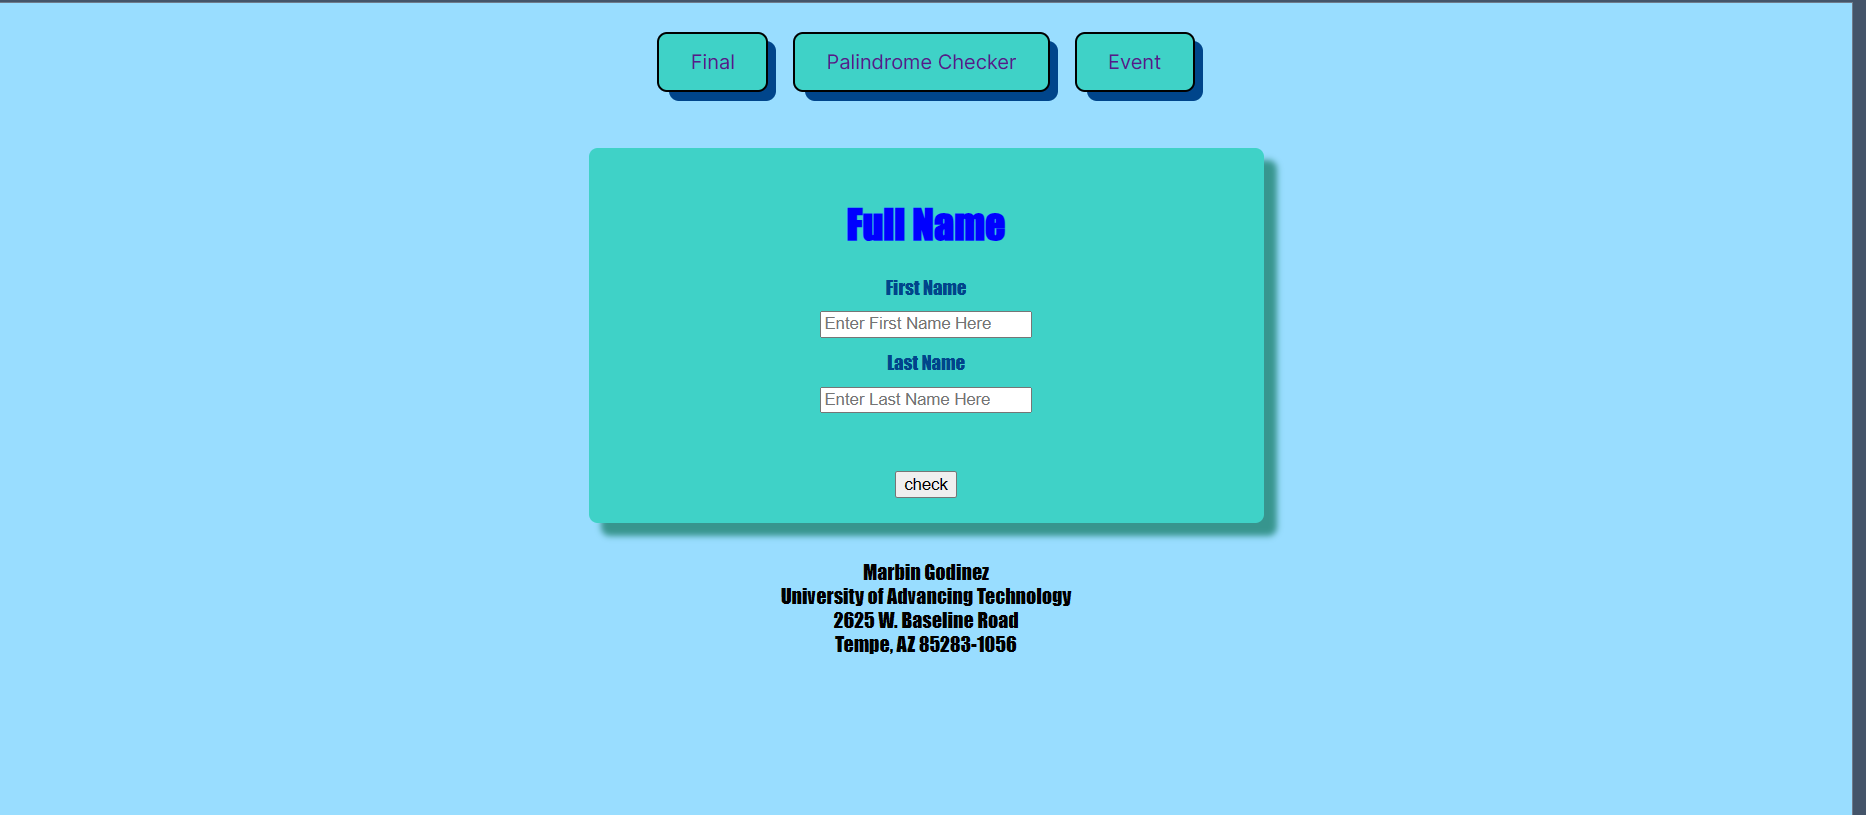 Final
Palindrome Checker
Event
Full Name
First Name
Enter First Name Here
Last Name
Enter Last Name Here
check
Marbin Godinez
University of Advancing Technology
2625 W. Baseline Road
Tempe, AZ 85283-1056